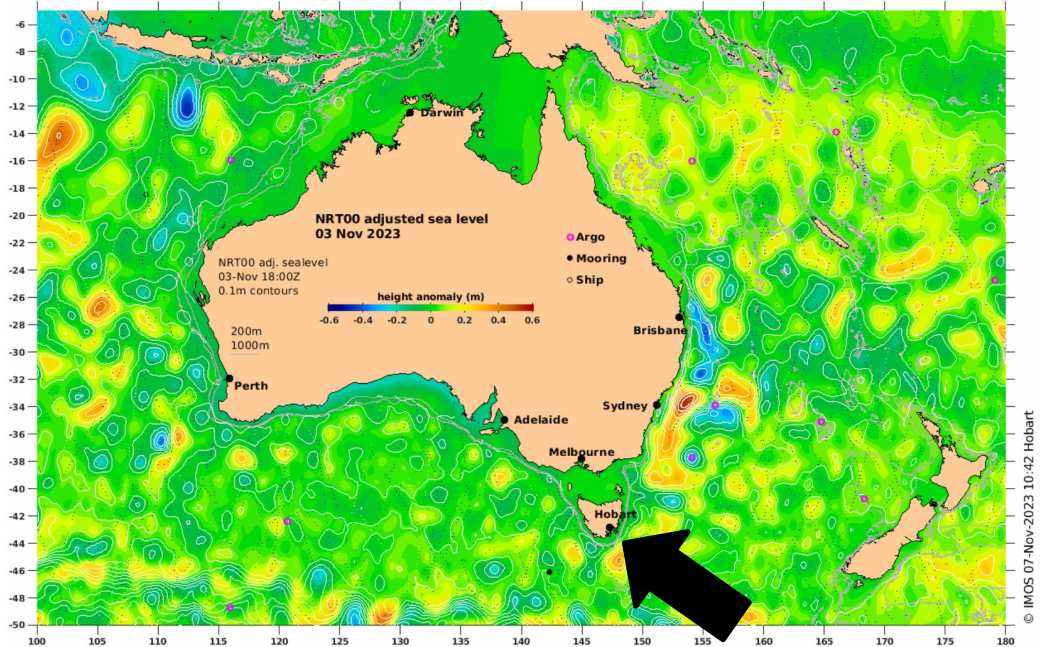 -6
-8
-10
-12
-14
-16
-18
-20
-22
-24
-26
-28
-30
-32
-34
-36
-38
-40
-42
-44
-46
-48
-50
Darwin
NRT00 adjusted sea level
03 Nov 2023
NRT00 adj. sealevel
03-Nov 18:00Z
0.1m contours
Argo
Mooring
Ship
height anomaly (m)
-0.6 -0.4 -0.2 0 0.2 0.4 0.6
200m
1000m
Brisbane
Perth
Sydney
Adelaide
Melbourne
Hobart
100 105 110 115 120 125 130 135 140 145 150 155 160 165 170 175 180
© IMOS 07-Nov-2023 10:42 Hobart